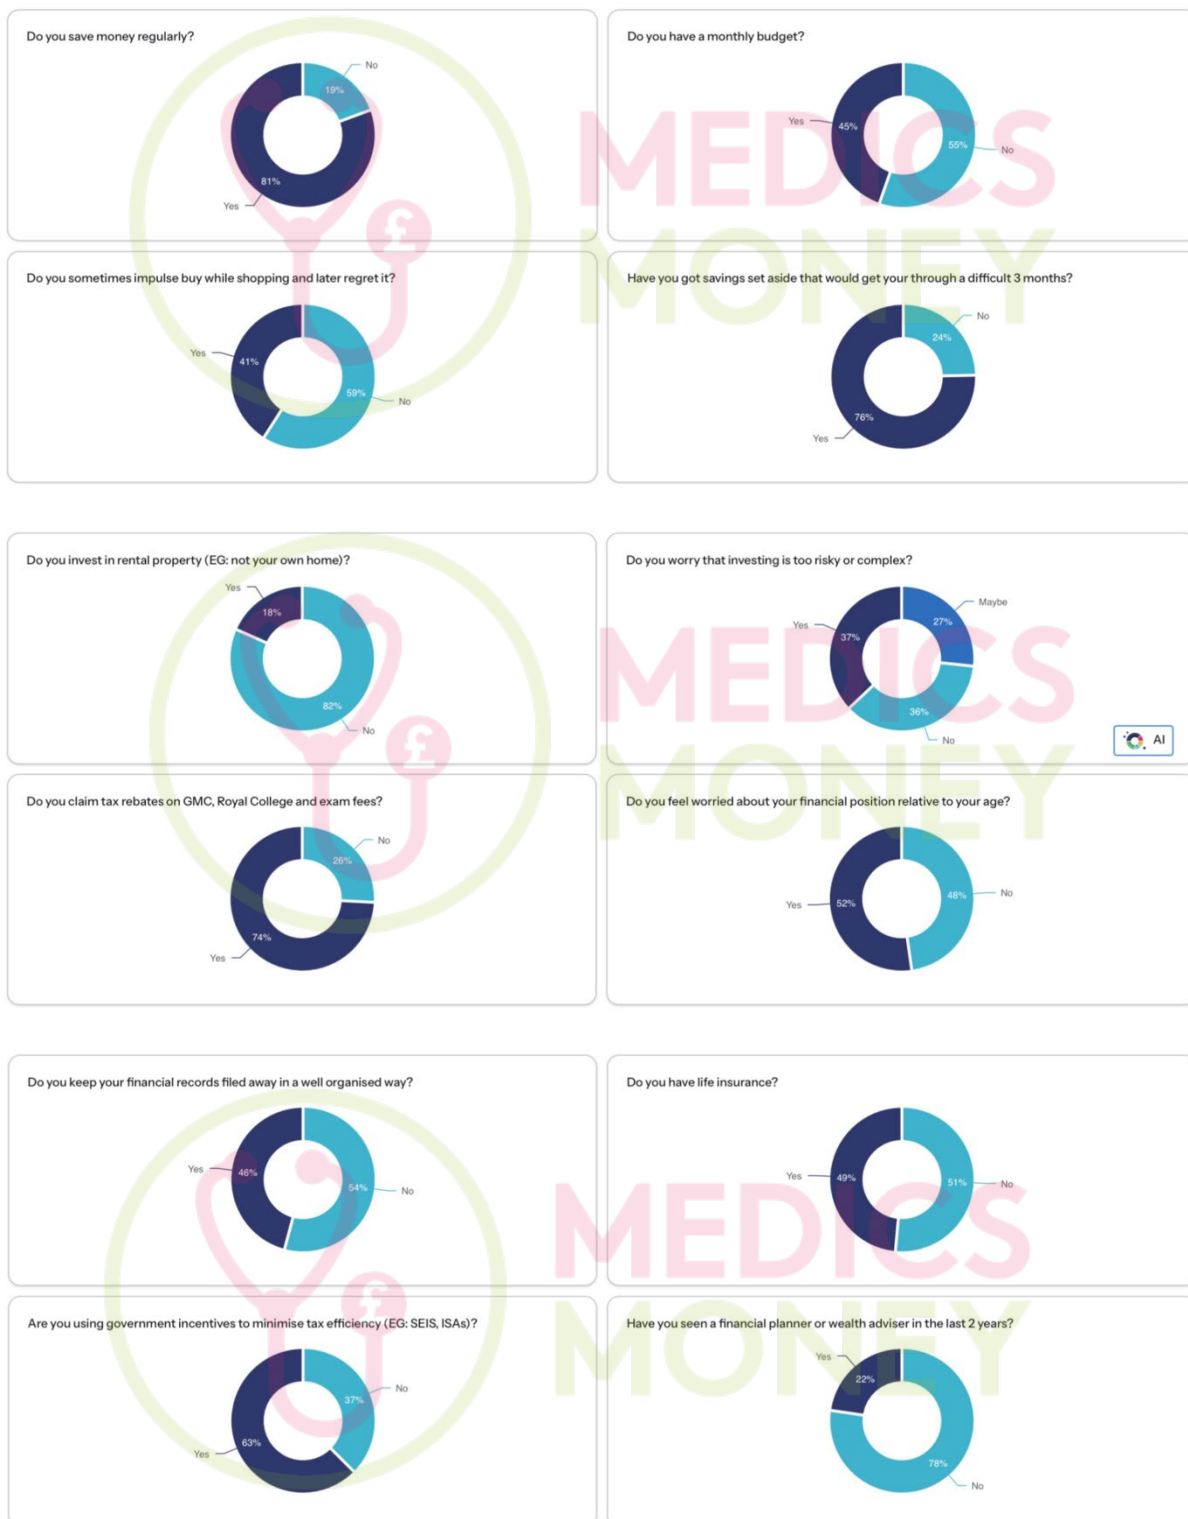 Do you save money regularly?
No
19%
81%
Yes
Do you have a monthly budget?
Yes
45%
55%
No
Do you sometimes impulse buy while shopping and later regret it?
Yes
41%
59%
No
Have you got savings set aside that would get your through a difficult 3 months?
No
24%
76%
Yes
£
MEDICS
MONEY
Do you invest in rental property (EG: not your own home)?
Yes
18%
82%
No
Do you worry that investing is too risky or complex?
Maybe
27%
Yes
37%
36%
No
AI
Do you claim tax rebates on GMC, Royal College and exam fees?
No
26%
74%
Yes
Do you feel worried about your financial position relative to your age?
Yes
52%
48%
No
£
MEDICS
MONEY
Do you keep your financial records filed away in a well organised way?
Yes
46%
54%
No
Do you have life insurance?
Yes
49%
51%
No
Are you using government incentives to minimise tax efficiency (EG: SEIS, ISAs)?
No
37%
63%
Yes
Have you seen a financial planner or wealth adviser in the last 2 years?
Yes
22%
78%
No
£
MEDICS
MONEY